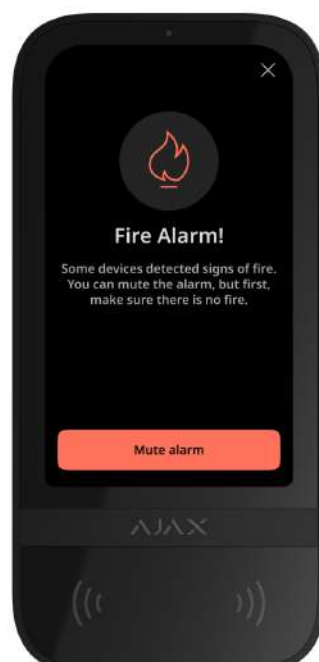 Fire Alarm!
Some devices detected signs of fire.
You can mute the alarm, but first,
make sure there is no fire.
Mute alarm
AJAX